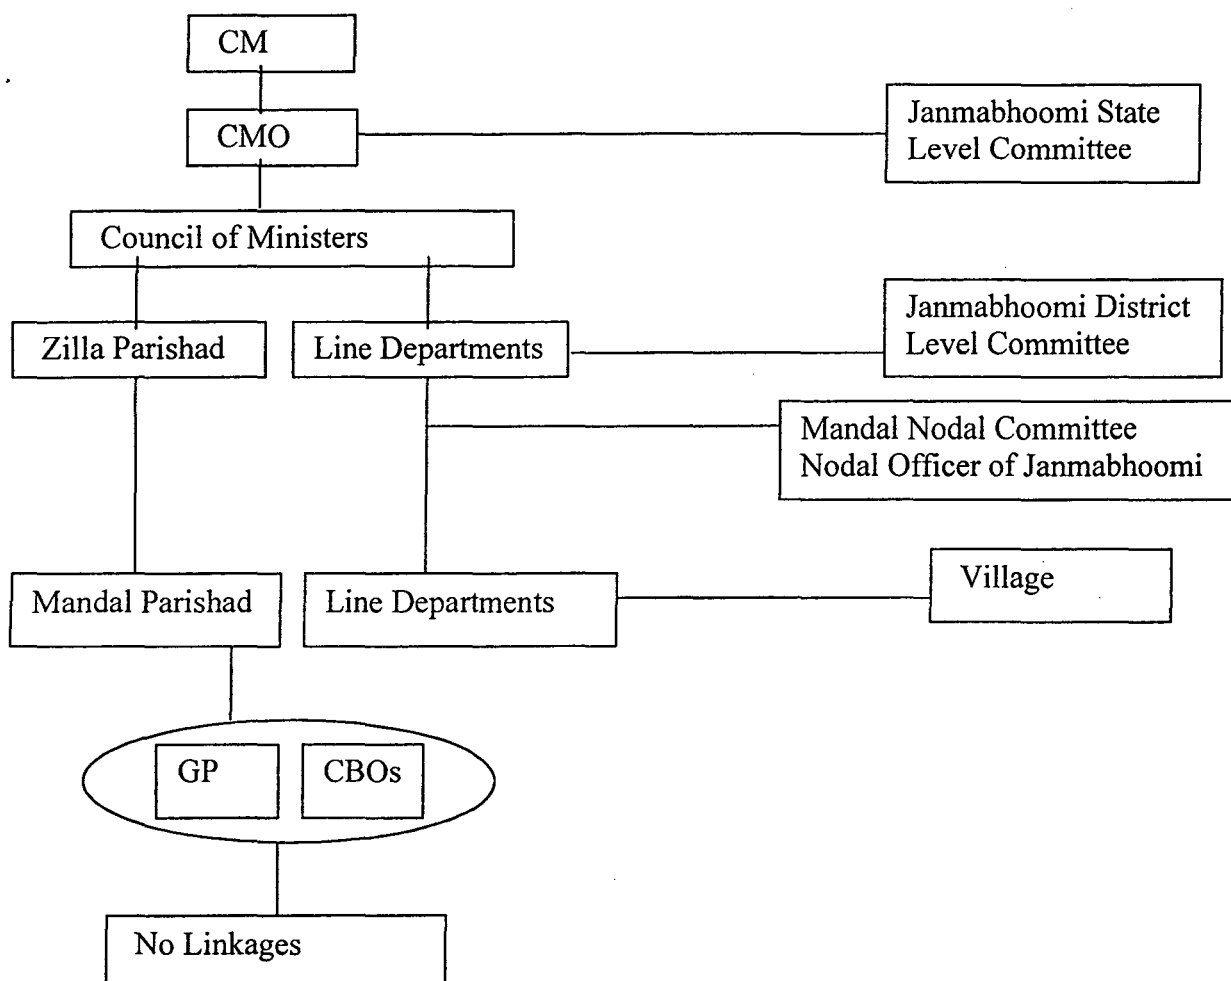 CM
CMO
Janmabhoomi State
Level Committee
Council of Ministers
Zilla Parishad
Line Departments
Janmabhoomi District
Level Committee
Mandal Nodal Committee
Nodal Officer of Janmabhoomi
Mandal Parishad
Line Departments
Village
GP
CBOs
No Linkages